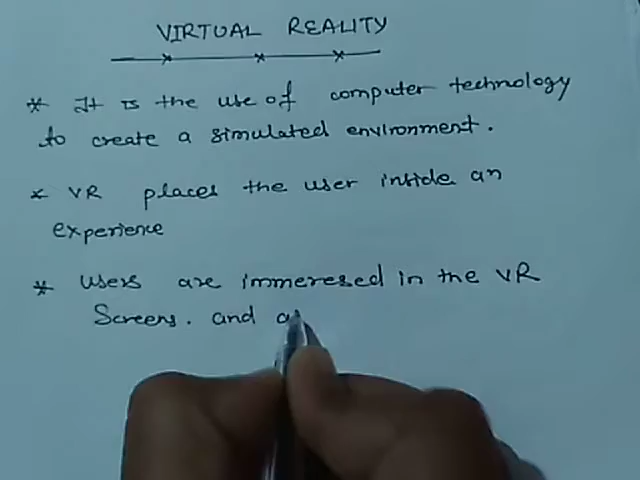 VIRTUAL REALITY
* It is the use of computer technology
to create a simulated environment.
* VR places the user inside an
experience
* Users are immeresed in the VR
Screens. and a